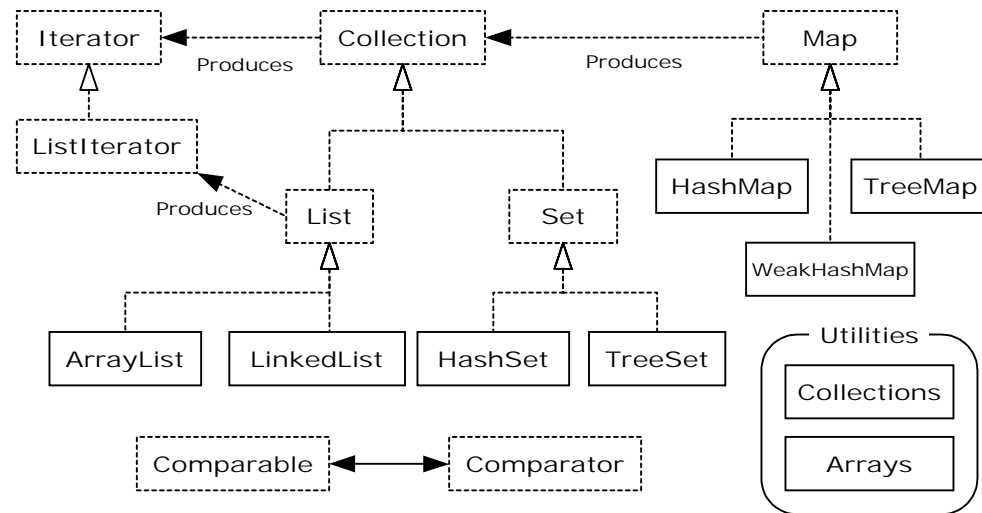 Iterator
Collection
Map
Produces
Produces
ListIterator
HashMap
TreeMap
Produces
List
Set
WeakHashMap
Utilities
ArrayList
LinkedList
HashSet
TreeSet
Collections
Comparable
Comparator
Arrays